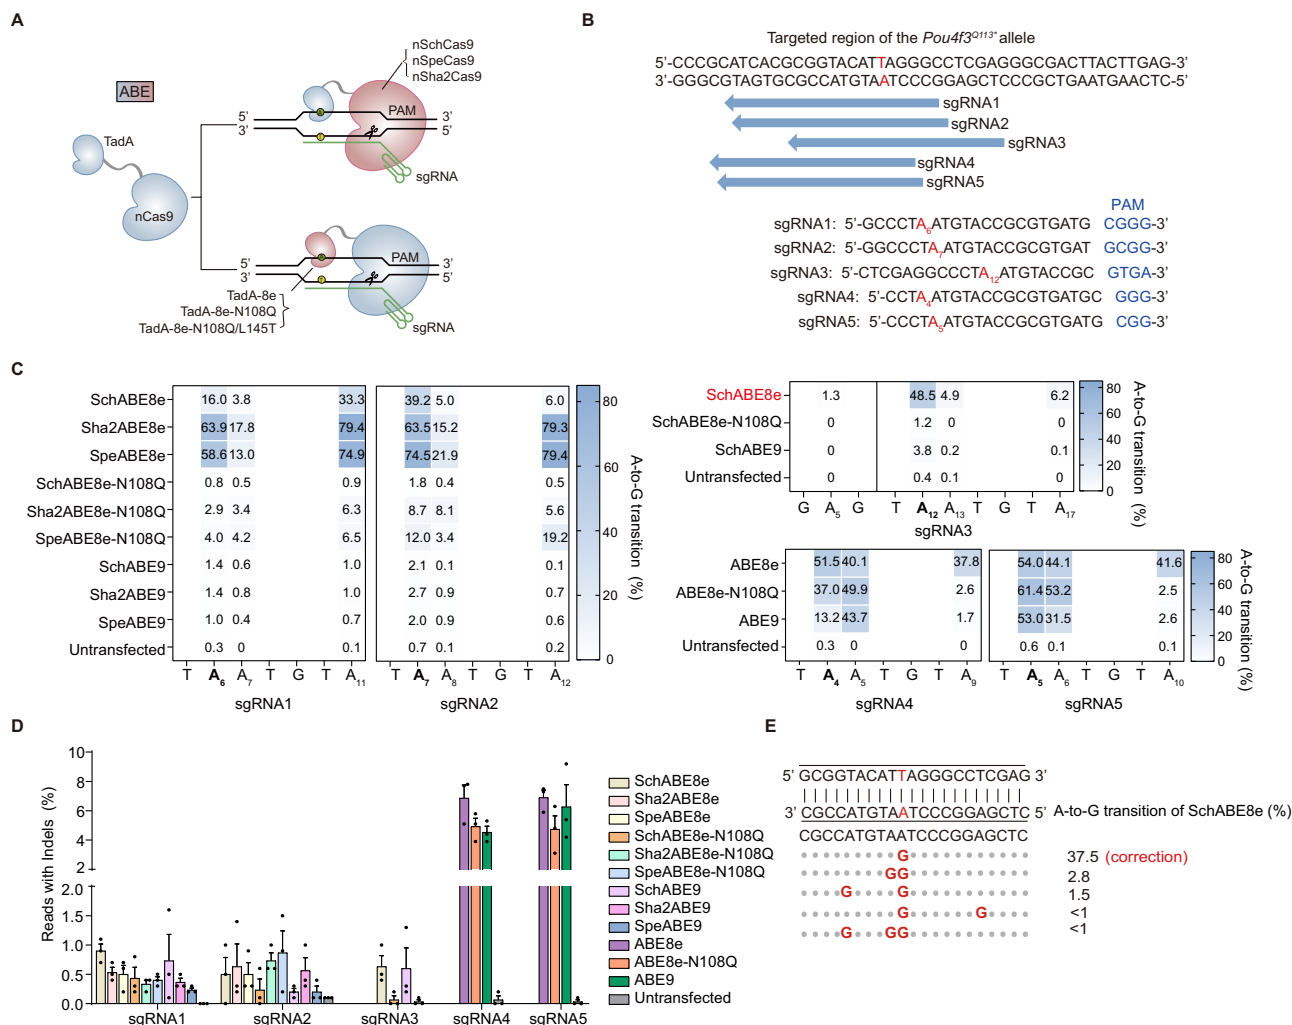 A
ABE
TadA
nCas9
nSchCas9
nSpeCas9
nSha2Cas9
PAM
5' 3'
3' 5'
A
T
sgRNA
PAM
5' 3'
3' 5'
A
T
TadA-8e
TadA-8e-N108Q
TadA-8e-N108Q/L145T
sgRNA
B
Targeted region of the Pou4f3Q113* allele
5'-CCCGCATCACGCGGTACATTAGGGCCTCGAGGGCGACTTACTTGAG-3'
3'-GGGCGTAGTGCGCCATGTAATCCCGGAGCTCCCGCTGAATGAACTC-5'
sgRNA1
sgRNA2
sgRNA3
sgRNA4
sgRNA5
PAM
sgRNA1: 5'-GCCCTA6ATGTACCGCGTGATG CGGG-3'
sgRNA2: 5'-GGCCCTA7ATGTACCGCGTGAT GCGG-3'
sgRNA3: 5'-CTCGAGGCCCTA12ATGTACCGC GTGA-3'
sgRNA4: 5'-CCTA4ATGTACCGCGTGATGC GGG-3'
sgRNA5: 5'-CCCTA5ATGTACCGCGTGATG CGG-3'
C
SchABE8e 16.0 3.8 33.3 39.2 5.0 6.0
Sha2ABE8e 63.9 17.8 79.4 63.5 15.2 79.3
SpeABE8e 58.6 13.0 74.9 74.5 21.9 79.4
SchABE8e-N108Q 0.8 0.5 0.9 1.8 0.4 0.5
Sha2ABE8e-N108Q 2.9 3.4 6.3 8.7 8.1 5.6
SpeABE8e-N108Q 4.0 4.2 6.5 12.0 3.4 19.2
SchABE9 1.4 0.6 1.0 2.1 0.1 0.1
Sha2ABE9 1.4 0.8 1.0 2.7 0.9 0.7
SpeABE9 1.0 0.4 0.7 2.0 0.9 0.6
Untransfected 0.3 0 0.1 0.7 0.1 0.2
T A6 A7 T G T A11 T A7 A8 T G T A12
sgRNA1 sgRNA2
80
60
40
20
0
A-to-G transition (%)
SchABE8e 1.3 48.5 4.9 6.2
SchABE8e-N108Q 0 1.2 0 0
SchABE9 0 3.8 0.2 0.1
Untransfected 0 0.4 0.1 0
G A5 G T A12 A13 T G T A17
sgRNA3
80
60
40
20
0
A-to-G transition (%)
ABE8e 51.5 40.1 37.8 54.0 44.1 41.6
ABE8e-N108Q 37.0 49.9 2.6 61.4 53.2 2.5
ABE9 13.2 43.7 1.7 53.0 31.5 2.6
Untransfected 0.3 0 0 0.6 0.1 0.1
T A4 A5 T G T A9 T A5 A6 T G T A10
sgRNA4 sgRNA5
80
60
40
20
0
A-to-G transition (%)
D
Reads with Indels (%)
10
8
6
4
2
2.0
1.5
1.0
0.5
0.0
sgRNA1 sgRNA2 sgRNA3 sgRNA4 sgRNA5
SchABE8e
Sha2ABE8e
SpeABE8e
SchABE8e-N108Q
Sha2ABE8e-N108Q
SpeABE8e-N108Q
SchABE9
Sha2ABE9
SpeABE9
ABE8e
ABE8e-N108Q
ABE9
Untransfected
E
5' GCGGTACATTAGGGCCTCGAG 3'
3' CGCCATGTAATCCCGGAGCTC 5' A-to-G transition of SchABE8e (%)
CGCCATGTAATCCCGGAGCTC
G 37.5 (correction)
GG 2.8
G G 1.5
G G <1
G GG <1